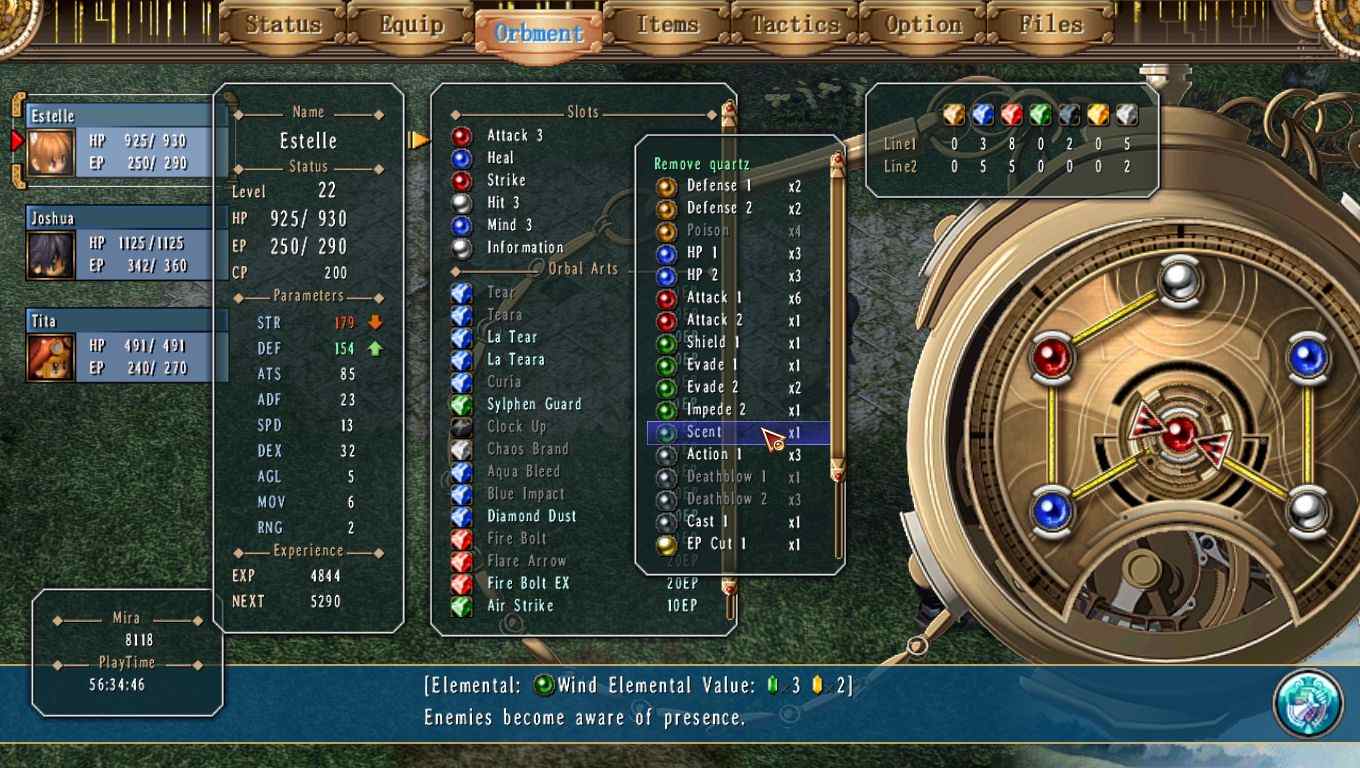 Status Equip Orbment Items Tactics Option Files
Estelle
HP 925/ 930
EP 250/ 290
Joshua
HP 1125/1125
EP 342/ 360
Tita
HP 491/ 491
EP 240/ 270
Name
Estelle
Status
Level 22
HP 925/ 930
EP 250/ 290
CP 200
Parameters
STR 179
DEF 154
ATS 85
ADF 23
SPD 13
DEX 32
AGL 5
MOV 6
RNG 2
Experience
EXP 4844
NEXT 5290
Mira
8118
PlayTime
56:34:46
Slots
Attack 3
Heal
Strike
Hit 3
Mind 3
Information
Orbal Arts
Tear
Teara
La Tear
La Teara
Curia
Sylphen Guard
Clock Up
Chaos Brand
Aqua Bleed
Blue Impact
Diamond Dust
Fire Bolt
Flare Arrow
Fire Bolt EX 20EP
Air Strike 10EP
Remove quartz
Defense 1 x2
Defense 2 x2
Poison x4
HP 1 x3
HP 2 x3
Attack 1 x6
Attack 2 x1
Shield 1 x1
Evade 1 x1
Evade 2 x2
Impede 2 x1
Scent x1
Action 1 x3
Deathblow 1 x1
Deathblow 2 x3
Cast 1 x1
EP Cut 1 x1
Line1 0 3 8 0 2 0 5
Line2 0 5 5 0 0 0 2
[Elemental: Wind Elemental Value: x 3 x 2]
Enemies become aware of presence.